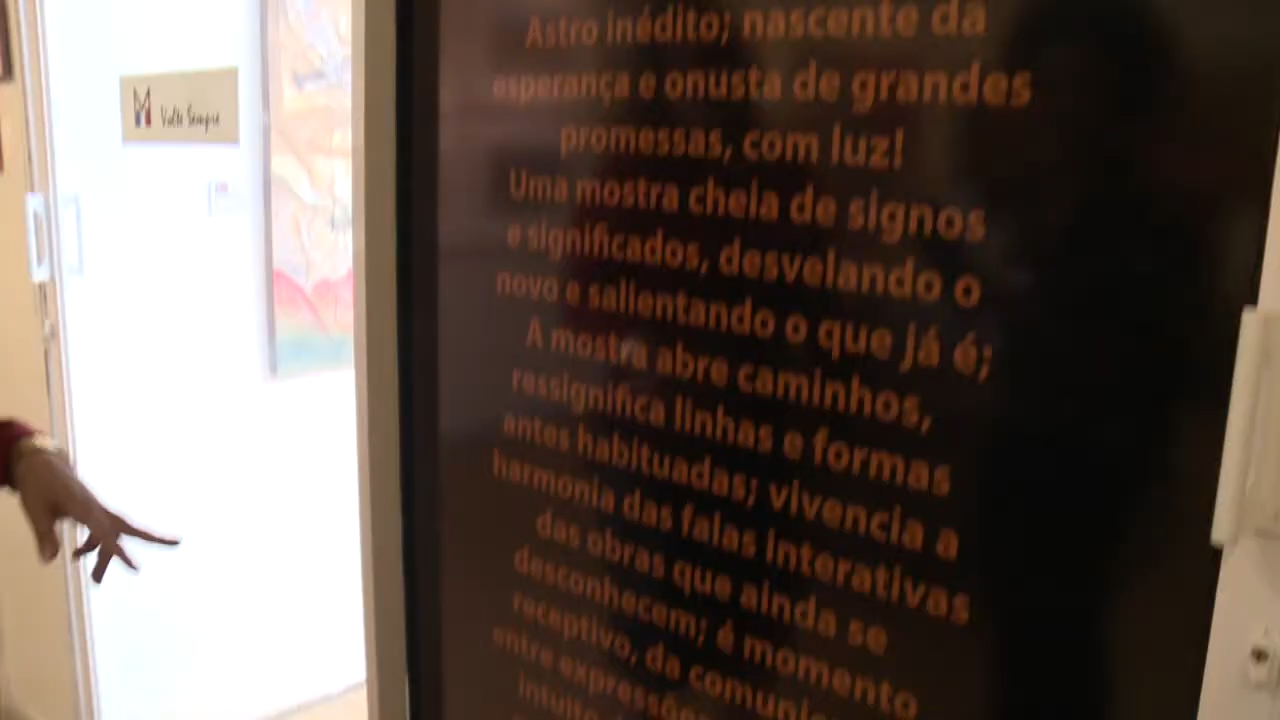 Volte Sempre
Astro inédito; nascente da
esperança e onusta de grandes
promessas, com luz!
Uma mostra cheia de signos
e significados, desvelando o
novo e salientando o que já é;
A mostra abre caminhos,
ressignifica linhas e formas
antes habituadas; vivencia a
harmonia das falas interativas
das obras que ainda se
desconhecem; é momento
receptivo, da
entre